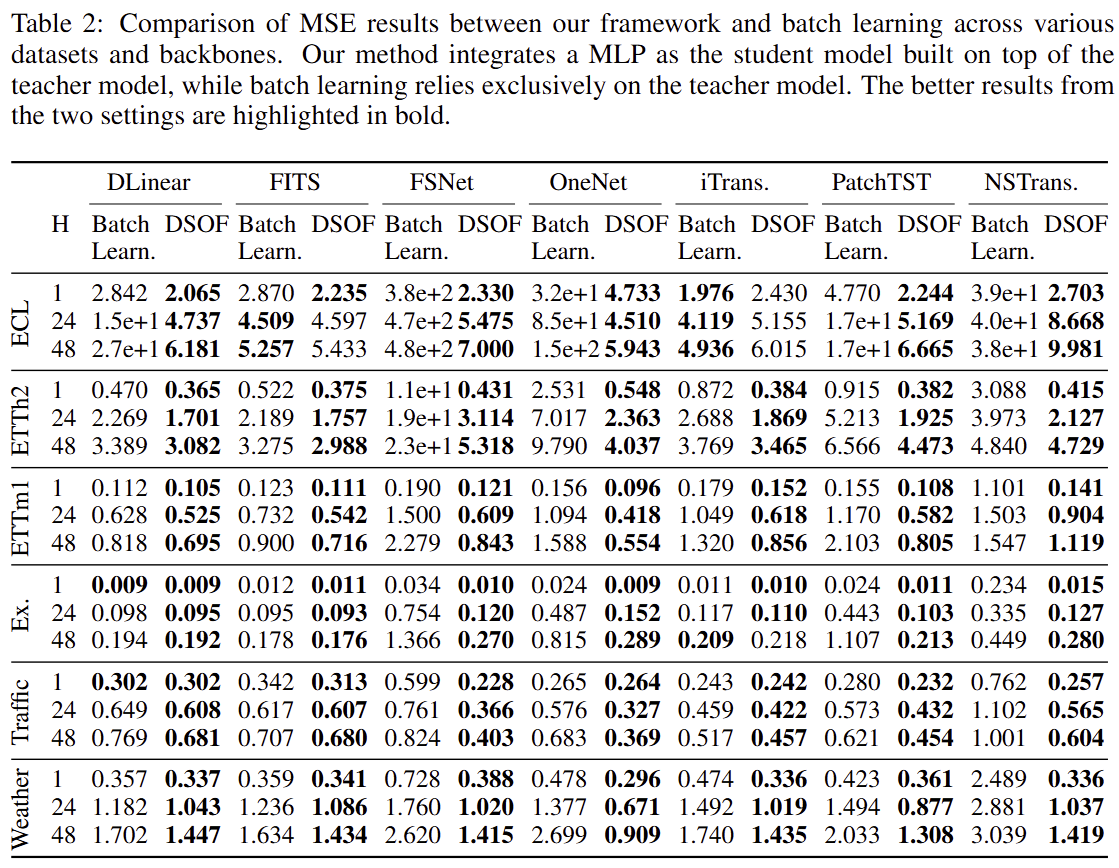 Table 2: Comparison of MSE results between our framework and batch learning across various
datasets and backbones. Our method integrates a MLP as the student model built on top of the
teacher model, while batch learning relies exclusively on the teacher model. The better results from
the two settings are highlighted in bold.
DLinear FITS FSNet OneNet iTrans. PatchTST NSTrans.
H Batch DSOF Batch DSOF Batch DSOF Batch DSOF Batch DSOF Batch DSOF Batch DSOF
Learn. Learn. Learn. Learn. Learn. Learn. Learn.
ECL
1 2.842 2.065 2.870 2.235 3.8e+2 2.330 3.2e+1 4.733 1.976 2.430 4.770 2.244 3.9e+1 2.703
24 1.5e+1 4.737 4.509 4.597 4.7e+2 5.475 8.5e+1 4.510 4.119 5.155 1.7e+1 5.169 4.0e+1 8.668
48 2.7e+1 6.181 5.257 5.433 4.8e+2 7.000 1.5e+2 5.943 4.936 6.015 1.7e+1 6.665 3.8e+1 9.981
ETTh2
1 0.470 0.365 0.522 0.375 1.1e+1 0.431 2.531 0.548 0.872 0.384 0.915 0.382 3.088 0.415
24 2.269 1.701 2.189 1.757 1.9e+1 3.114 7.017 2.363 2.688 1.869 5.213 1.925 3.973 2.127
48 3.389 3.082 3.275 2.988 2.3e+1 5.318 9.790 4.037 3.769 3.465 6.566 4.473 4.840 4.729
ETTm1
1 0.112 0.105 0.123 0.111 0.190 0.121 0.156 0.096 0.179 0.152 0.155 0.108 1.101 0.141
24 0.628 0.525 0.732 0.542 1.500 0.609 1.094 0.418 1.049 0.618 1.170 0.582 1.503 0.904
48 0.818 0.695 0.900 0.716 2.279 0.843 1.588 0.554 1.320 0.856 2.103 0.805 1.547 1.119
Ex.
1 0.009 0.009 0.012 0.011 0.034 0.010 0.024 0.009 0.011 0.010 0.024 0.011 0.234 0.015
24 0.098 0.095 0.095 0.093 0.754 0.120 0.487 0.152 0.117 0.110 0.443 0.103 0.335 0.127
48 0.194 0.192 0.178 0.176 1.366 0.270 0.815 0.289 0.209 0.218 1.107 0.213 0.449 0.280
Traffic
1 0.302 0.302 0.342 0.313 0.599 0.228 0.265 0.264 0.243 0.242 0.280 0.232 0.762 0.257
24 0.649 0.608 0.617 0.607 0.761 0.366 0.576 0.327 0.459 0.422 0.573 0.432 1.102 0.565
48 0.769 0.681 0.707 0.680 0.824 0.403 0.683 0.369 0.517 0.457 0.621 0.454 1.001 0.604
Weather
1 0.357 0.337 0.359 0.341 0.728 0.388 0.478 0.296 0.474 0.336 0.423 0.361 2.489 0.336
24 1.182 1.043 1.236 1.086 1.760 1.020 1.377 0.671 1.492 1.019 1.494 0.877 2.881 1.037
48 1.702 1.447 1.634 1.434 2.620 1.415 2.699 0.909 1.740 1.435 2.033 1.308 3.039 1.419